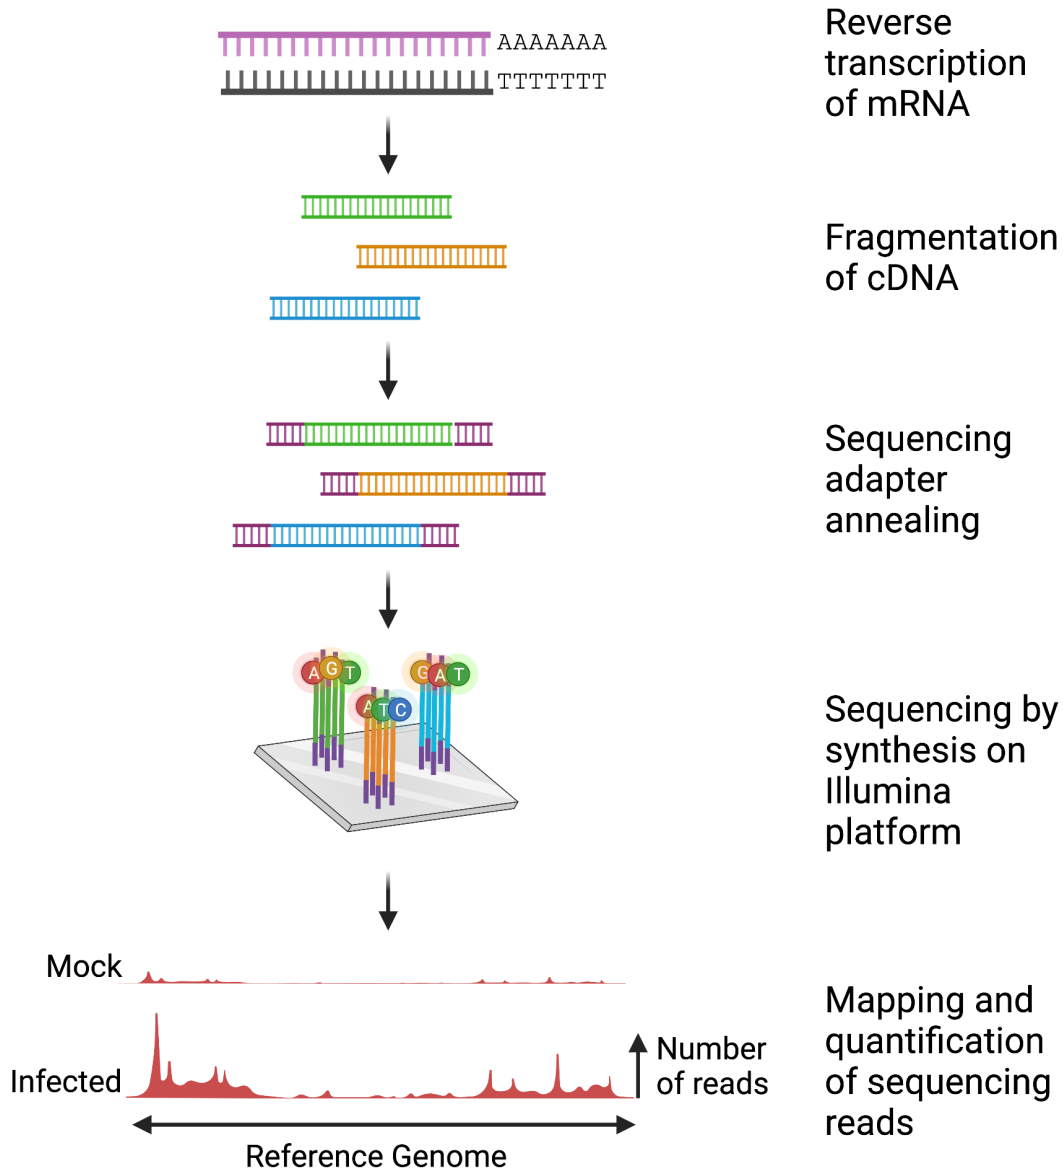 AAAAAAA
TTTTTTT
Reverse
transcription
of mRNA
Fragmentation
of cDNA
Sequencing
adapter
annealing
A G T
G A T
A T C
Sequencing by
synthesis on
Illumina
platform
Mock
Infected
Number
of reads
Reference Genome
Mapping and
quantification
of sequencing
reads